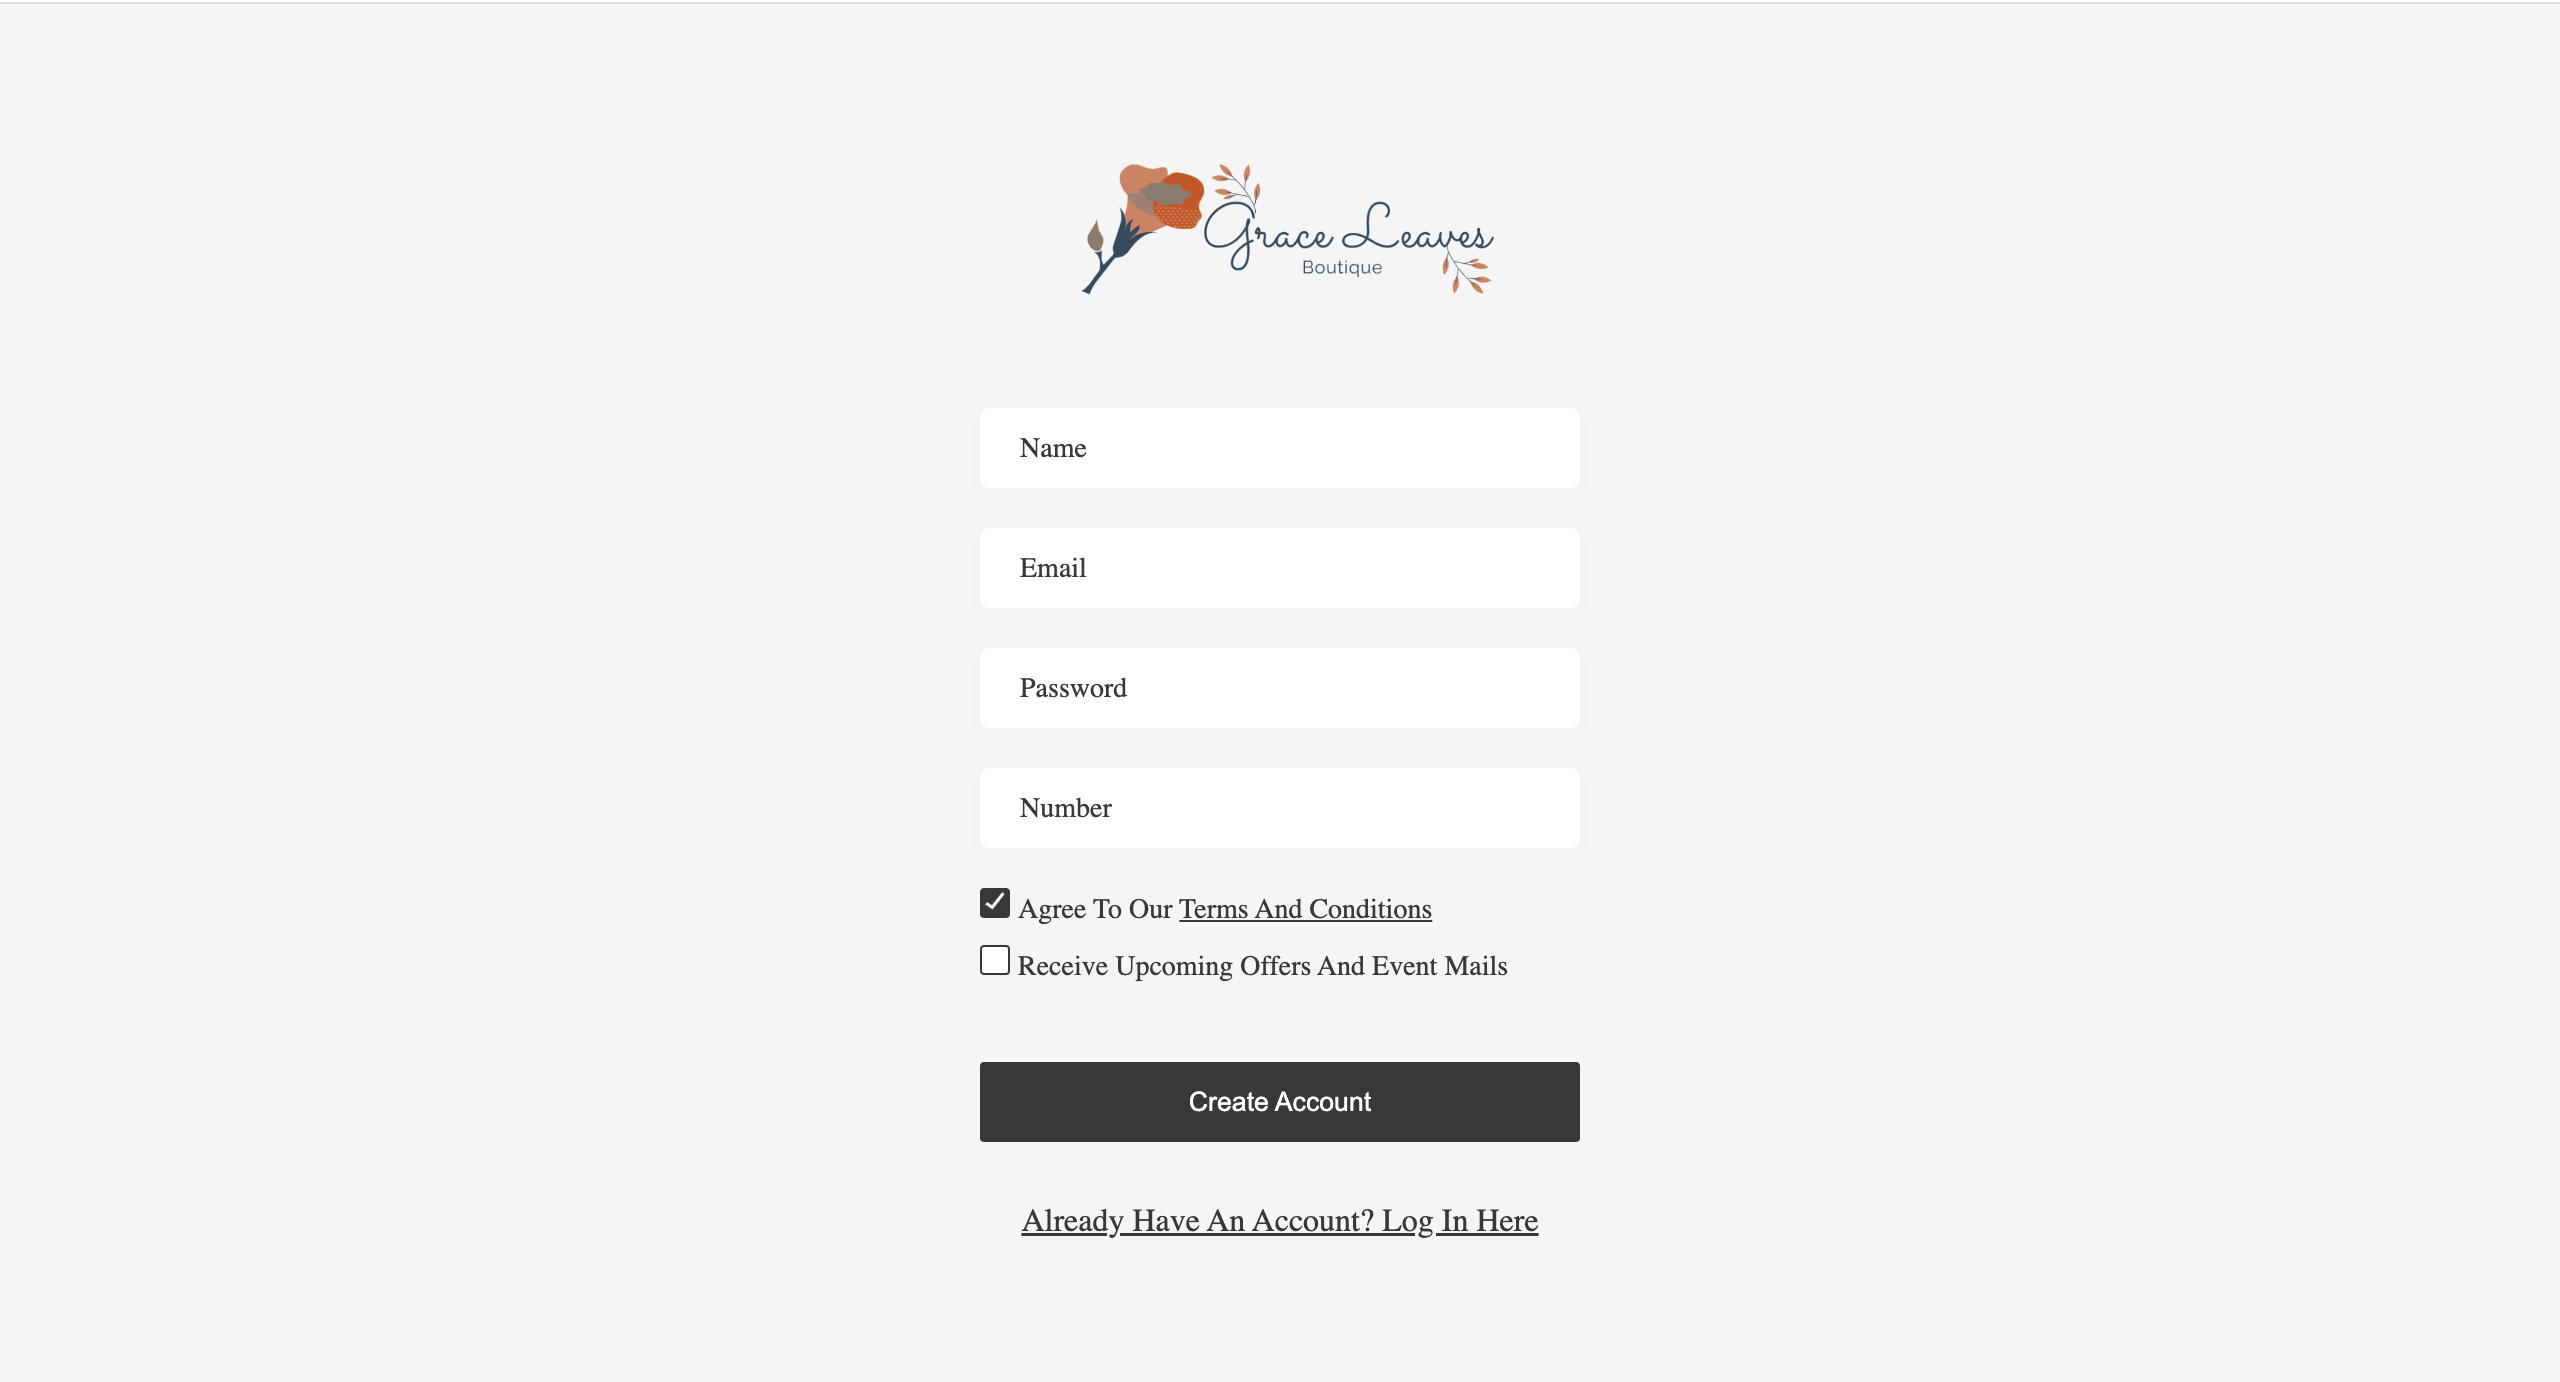 Grace Leaves
Boutique
Name
Email
Password
Number
Agree To Our Terms And Conditions
Receive Upcoming Offers And Event Mails
Create Account
Already Have An Account? Log In Here